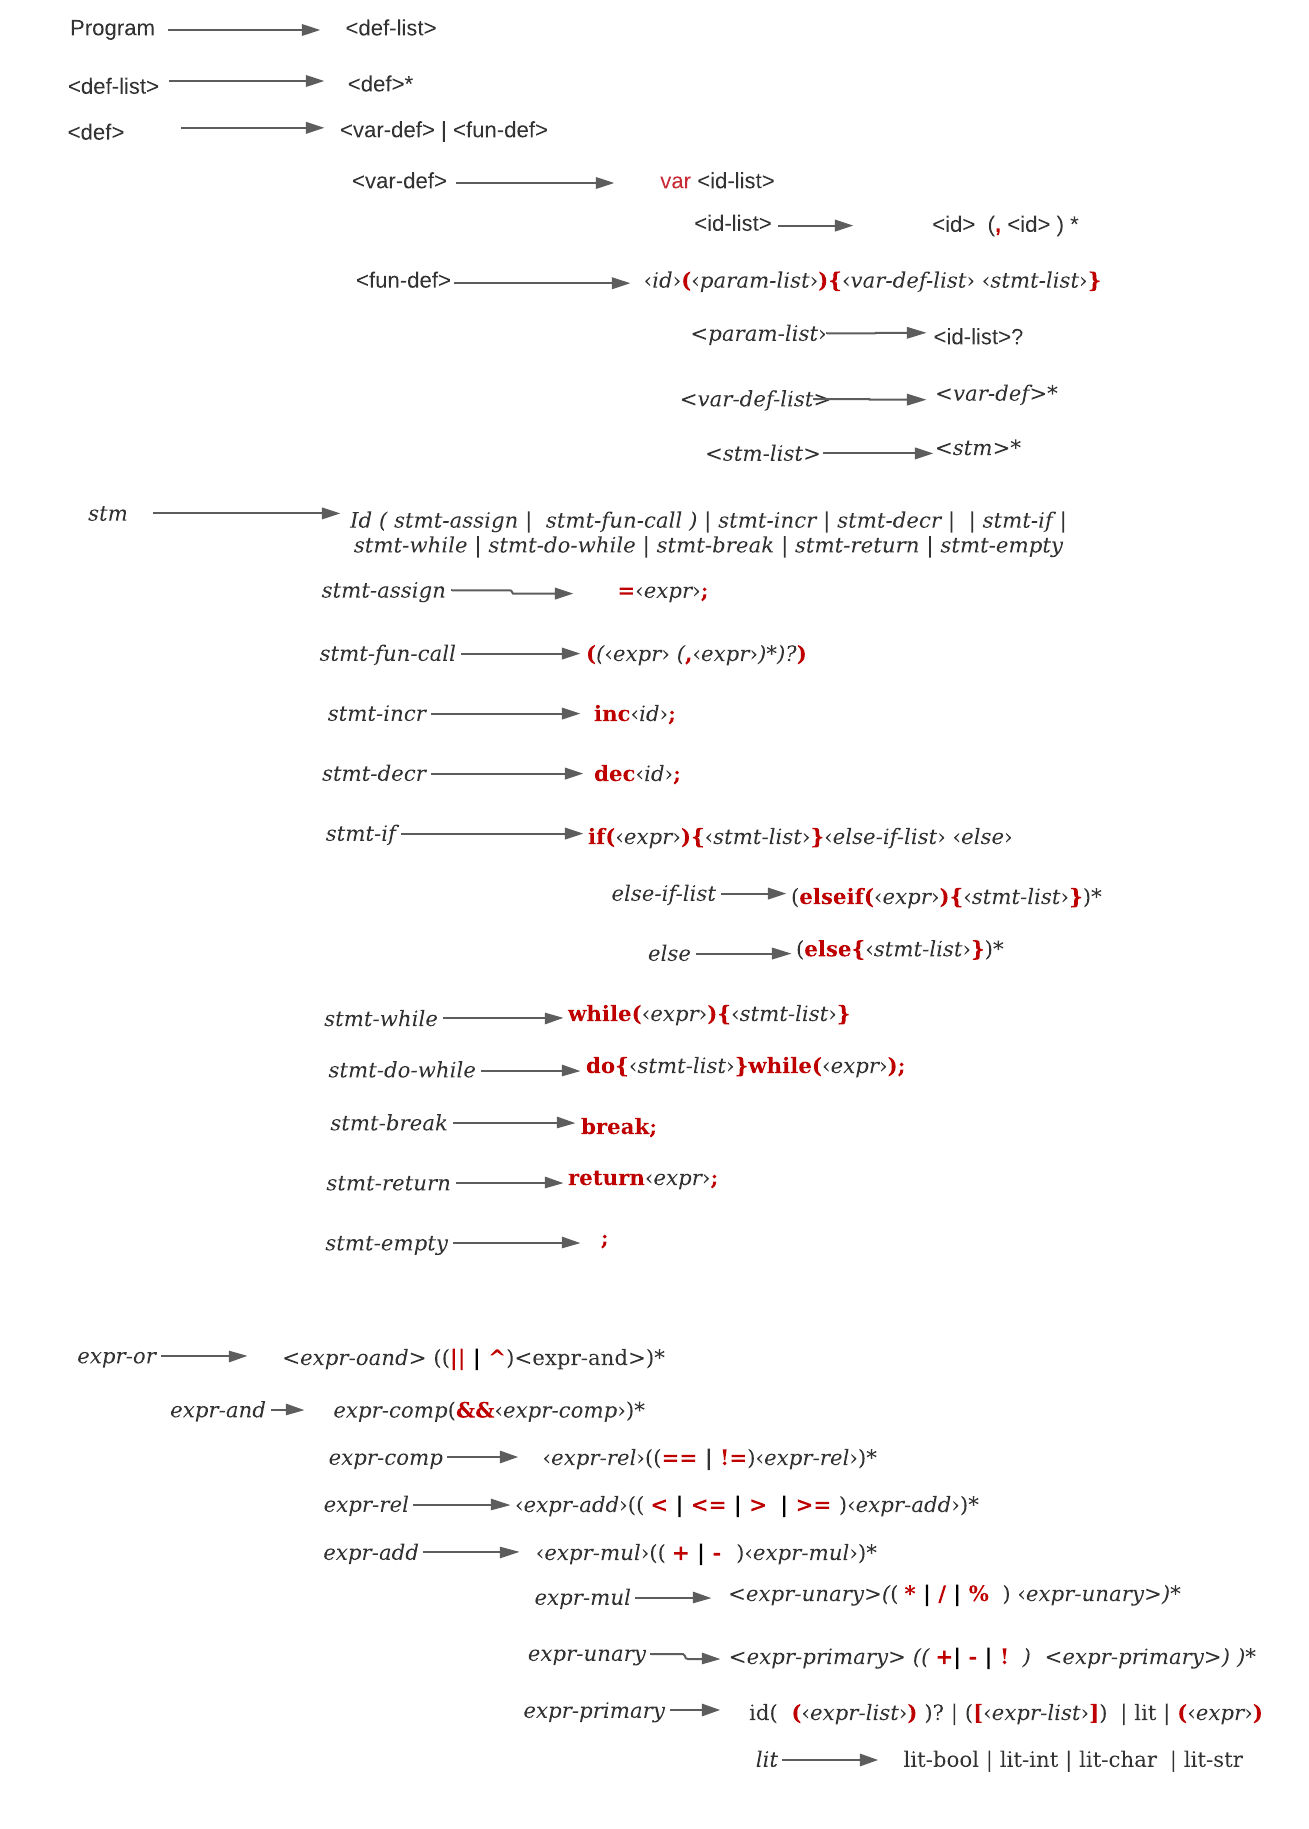 Program <def-list>
<def-list> <def>*
<def> <var-def> | <fun-def>
<var-def> var <id-list>
<id-list> <id> (, <id> ) *
<fun-def> ‹id›(‹param-list›){‹var-def-list› ‹stmt-list›}
<param-list› <id-list>?
<var-def-list> <var-def>*
<stm-list> <stm>*
stm Id ( stmt-assign | stmt-fun-call ) | stmt-incr | stmt-decr | | stmt-if |
stmt-while | stmt-do-while | stmt-break | stmt-return | stmt-empty
stmt-assign =‹expr›;
stmt-fun-call ((‹expr› (,‹expr›)*)?)
stmt-incr inc‹id›;
stmt-decr dec‹id›;
stmt-if if(‹expr›){‹stmt-list›}‹else-if-list› ‹else›
else-if-list (elseif(‹expr›){‹stmt-list›})*
else (else{‹stmt-list›})*
stmt-while while(‹expr›){‹stmt-list›}
stmt-do-while do{‹stmt-list›}while(‹expr›);
stmt-break break;
stmt-return return‹expr›;
stmt-empty ;
expr-or <expr-oand> ((|| | ^)<expr-and>)*
expr-and expr-comp(&&‹expr-comp›)*
expr-comp ‹expr-rel›((== | !=)‹expr-rel›)*
expr-rel ‹expr-add›(( < | <= | > | >= )‹expr-add›)*
expr-add ‹expr-mul›(( + | - )‹expr-mul›)*
expr-mul <expr-unary>(( * | / | % ) ‹expr-unary>)*
expr-unary <expr-primary> (( +| - | ! ) <expr-primary>) )*
expr-primary id( (‹expr-list›) )? | ([‹expr-list›]) | lit | (‹expr›)
lit lit-bool | lit-int | lit-char | lit-str